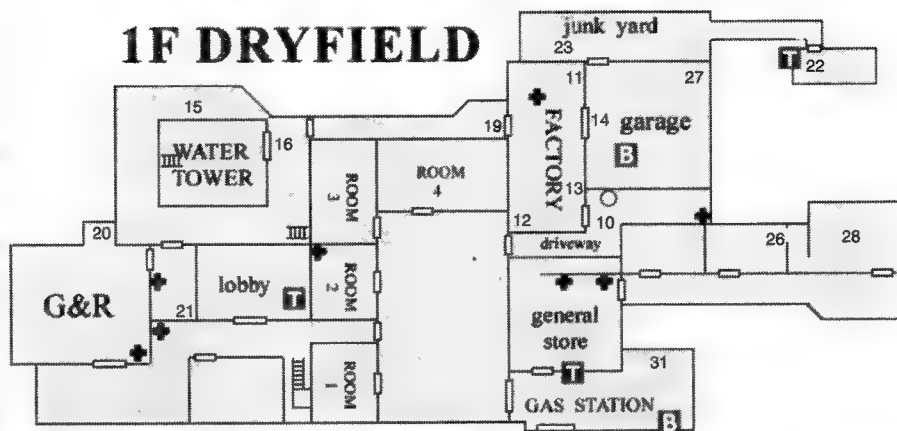 1F DRYFIELD
junk yard
23
T
22
11
27
15
19
14
garage
FACTORY
16
WATER
TOWER
B
ROOM
3
ROOM
4
13
10
20
12
driveway
26
28
G&R
lobby
T
21
ROOM
2
general
store
T
31
ROOM
1
GAS STATION
B